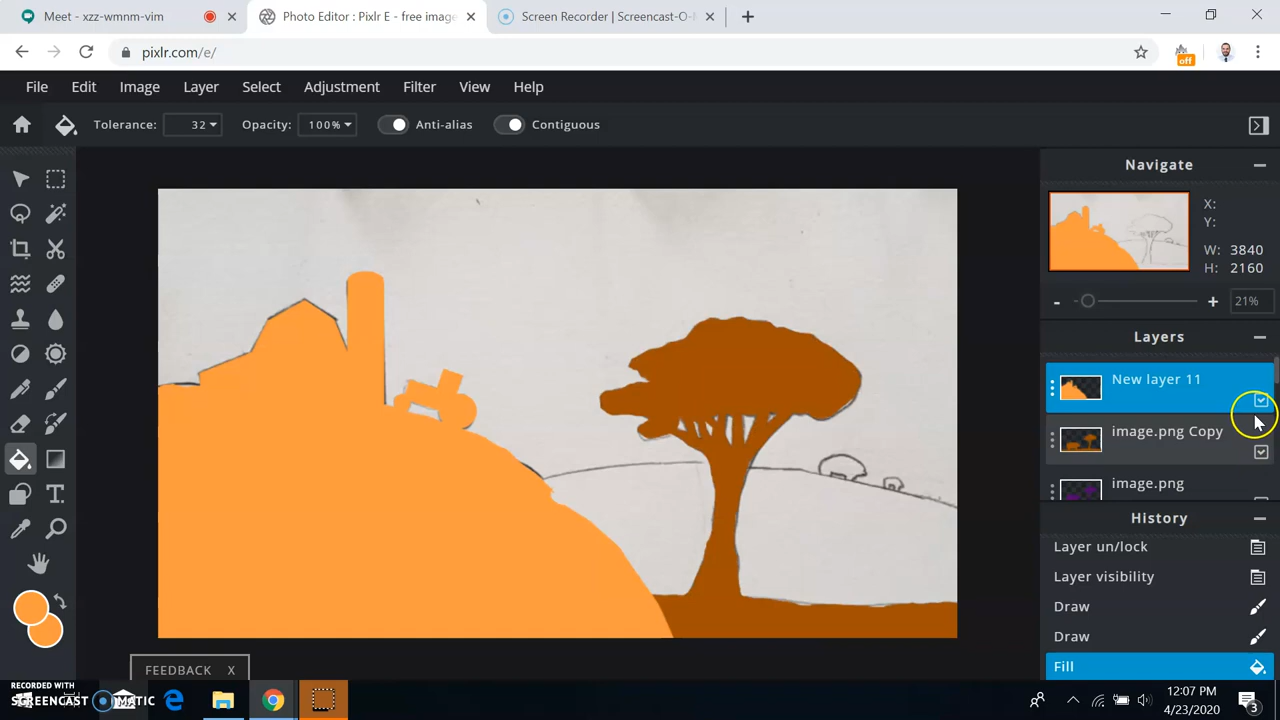 Meet - xzz-wmnm-vim
Photo Editor : Pixlr E - free image
Screen Recorder | Screencast-O-
pixlr.com/e/
off
File Edit Image Layer Select Adjustment Filter View Help
Tolerance: 32 Opacity: 100% Anti-alias Contiguous
Navigate
X:
Y:
W: 3840
H: 2160
- + 21%
Layers
New layer 11
image.png Copy
image.png
History
Layer un/lock
Layer visibility
Draw
Draw
Fill
FEEDBACK X
RECORDED WITH
SCREENCAST MATIC
12:07 PM
4/23/2020
3